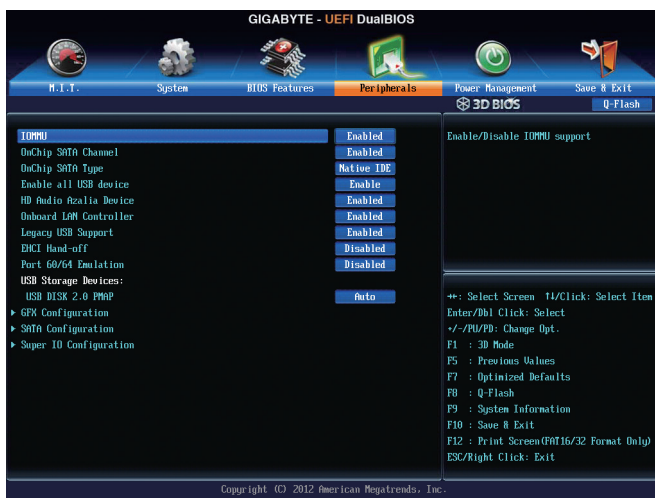 GIGABYTE - UEFI DualBIOS
M.I.T. System BIOS Features Peripherals Power Management Save & Exit
3D BIOS Q-Flash
IOMMU Enabled
OnChip SATA Channel Enabled
OnChip SATA Type Native IDE
Enable all USB device Enable
HD Audio Azalia Device Enabled
Onboard LAN Controller Enabled
Legacy USB Support Enabled
EHCI Hand-off Disabled
Port 60/64 Emulation Disabled
USB Storage Devices:
USB DISK 2.0 PMAP Auto
GFX Configuration
SATA Configuration
Super IO Configuration
Enable/Disable IOMMU support
→←: Select Screen ↑↓/Click: Select Item
Enter/Dbl Click: Select
+/-/PU/PD: Change Opt.
F1 : 3D Mode
F5 : Previous Values
F7 : Optimized Defaults
F8 : Q-Flash
F9 : System Information
F10 : Save & Exit
F12 : Print Screen(FAT16/32 Format Only)
ESC/Right Click: Exit
Copyright (C) 2012 American Megatrends, Inc.